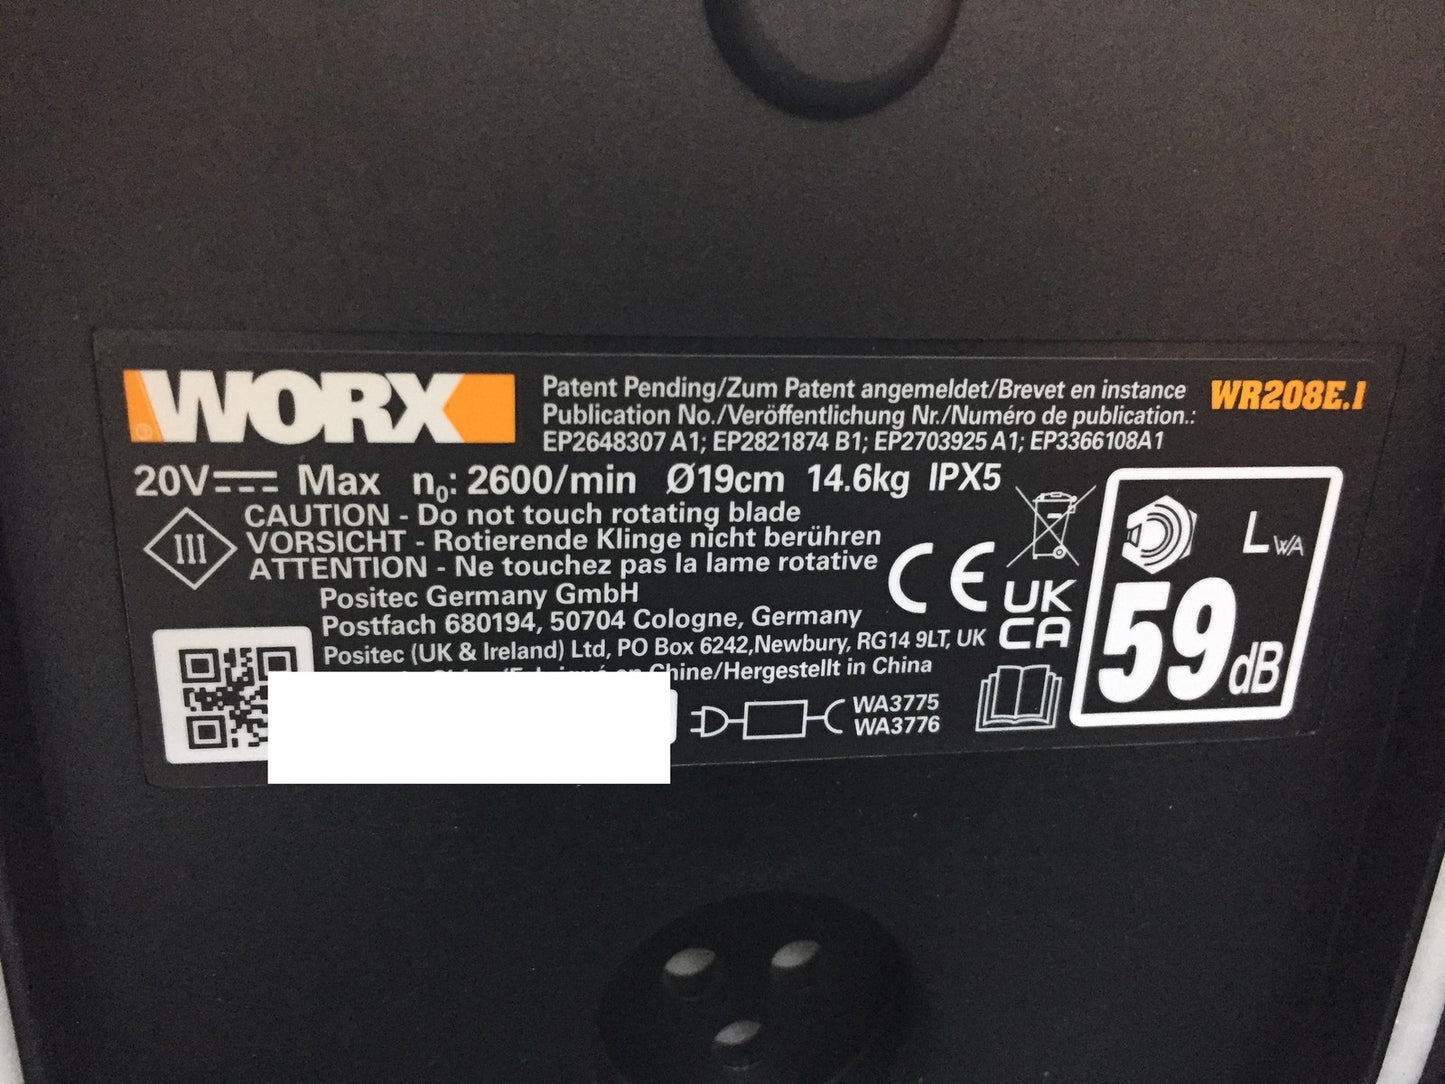 WORX
Patent Pending/Zum Patent angemeldet/Brevet en instance
WR208E.1
Publication No./Veröffentlichung Nr./Numéro de publication.:
EP2648307 A1; EP2821874 B1; EP2703925 A1; EP3366108A1
20V Max n0: 2600/min Ø19cm 14.6kg IPX5
III
CAUTION - Do not touch rotating blade
VORSICHT - Rotierende Klinge nicht berühren
ATTENTION - Ne touchez pas la lame rotative
Positec Germany GmbH
Postfach 680194, 50704 Cologne, Germany
Positec (UK & Ireland) Ltd, PO Box 6242,Newbury, RG14 9LT, UK
Chine/Hergestellt in China
WA3775
WA3776
CE
UK
CA
LWA
59dB